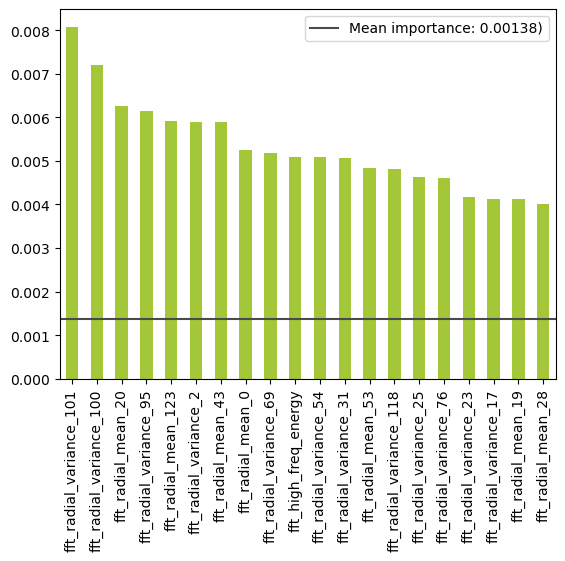 Mean importance: 0.00138)
0.008
0.007
0.006
0.005
0.004
0.003
0.002
0.001
0.000
fft_radial_variance_101
fft_radial_variance_100
fft_radial_mean_20
fft_radial_variance_95
fft_radial_mean_123
fft_radial_variance_2
fft_radial_mean_43
fft_radial_mean_0
fft_radial_variance_69
fft_high_freq_energy
fft_radial_variance_54
fft_radial_variance_31
fft_radial_mean_53
fft_radial_variance_118
fft_radial_variance_25
fft_radial_variance_76
fft_radial_variance_23
fft_radial_variance_17
fft_radial_mean_19
fft_radial_mean_28